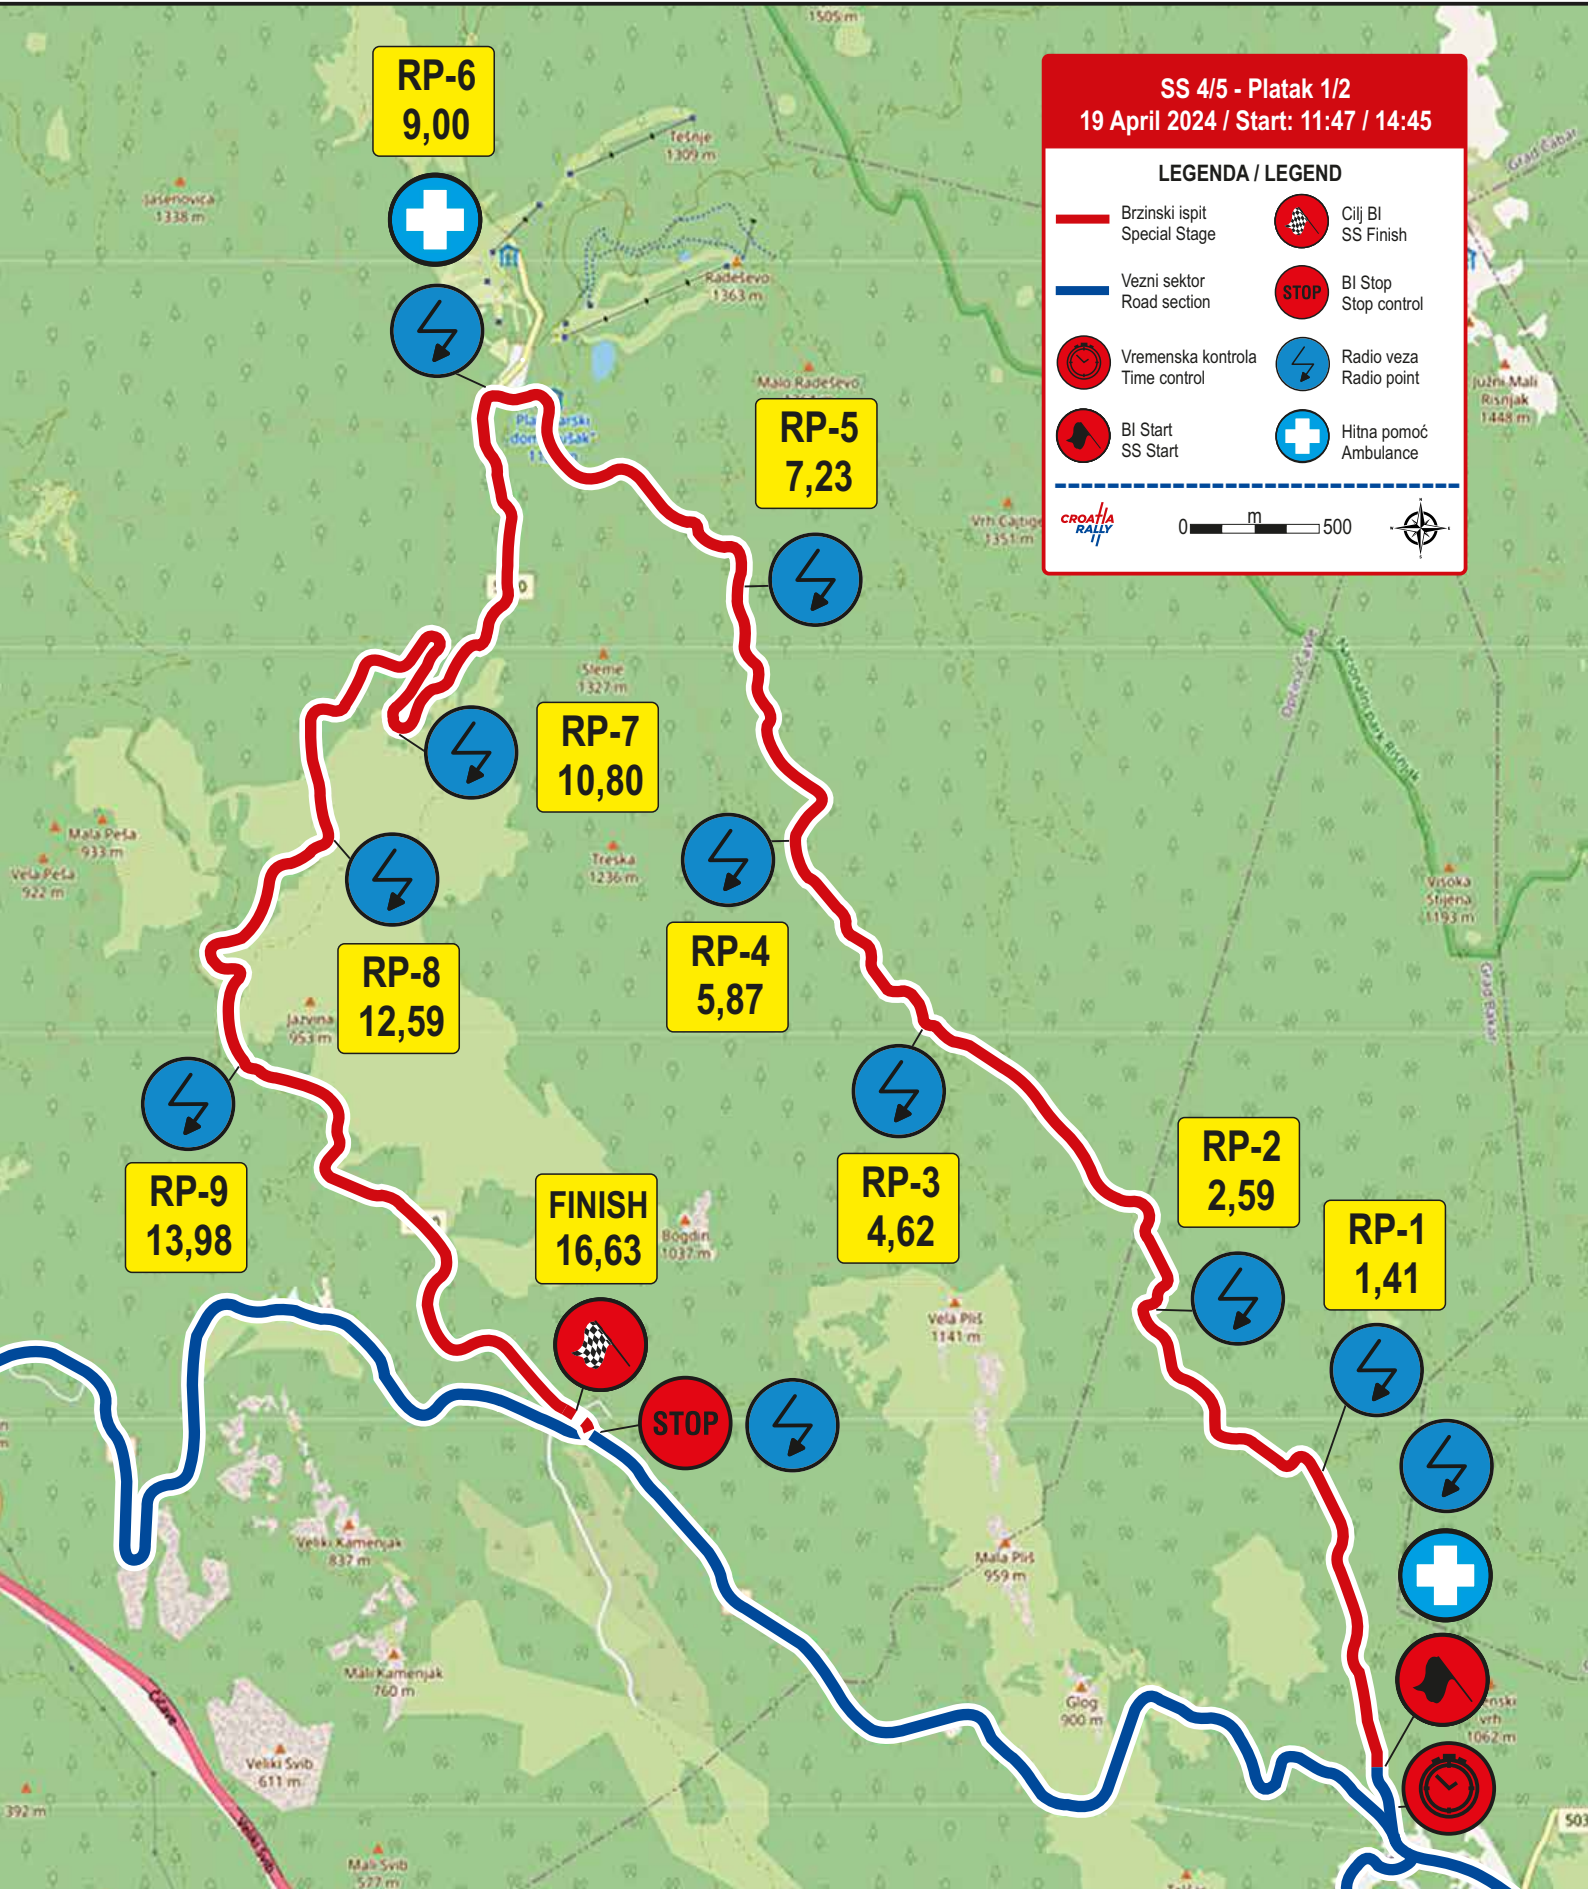 1505 m
RP-6
9,00
SS 4/5 - Platak 1/2
19 April 2024 / Start: 11:47 / 14:45
LEGENDA / LEGEND
Brzinski ispit
Special Stage
Cilj BI
SS Finish
Vezni sektor
Road section
STOP
BI Stop
Stop control
Vremenska kontrola
Time control
Radio veza
Radio point
BI Start
SS Start
Hitna pomoć
Ambulance
CROATIA
RALLY
0
m
500
Grad Čabar
Tešnje
1309 m
Jasenovica
1338 m
Radeševo
1363 m
Malo Radeševo
Južni Mali
Risnjak
1448 m
RP-5
7,23
1351 m
Sleme
1327 m
Općina Čavle
Nacionalni park Risnjak
RP-7
10,80
Mala Peša
933 m
Vela Peša
922 m
Treska
1236 m
Visoka
Stijena
1193 m
RP-4
5,87
RP-8
12,59
Grad Bakar
Jazvina
953 m
RP-9
13,98
RP-3
4,62
RP-2
2,59
RP-1
1,41
FINISH
16,63
Bogdin
1037 m
Vela Pliš
1141 m
STOP
Veliki Kamenjak
837 m
Mala Pliš
959 m
Mali Kamenjak
760 m
Glog
900 m
vrh
1062 m
Čikave
Veliki Svib
611 m
392 m
Veliki Svib
503
Mali Svib
577 m